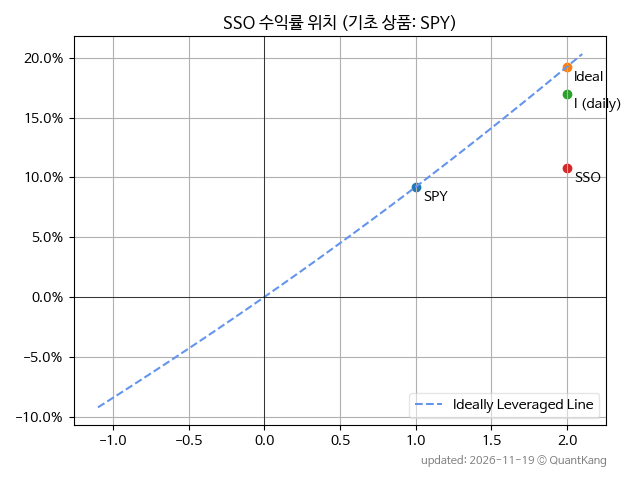 SSO 수익률 위치 (기초 상품: SPY)
20.0%
15.0%
10.0%
5.0%
0.0%
−5.0%
−10.0%
Ideal
I (daily)
SSO
SPY
Ideally Leveraged Line
−1.0 −0.5 0.0 0.5 1.0 1.5 2.0
updated: 2026-11-19 © QuantKang